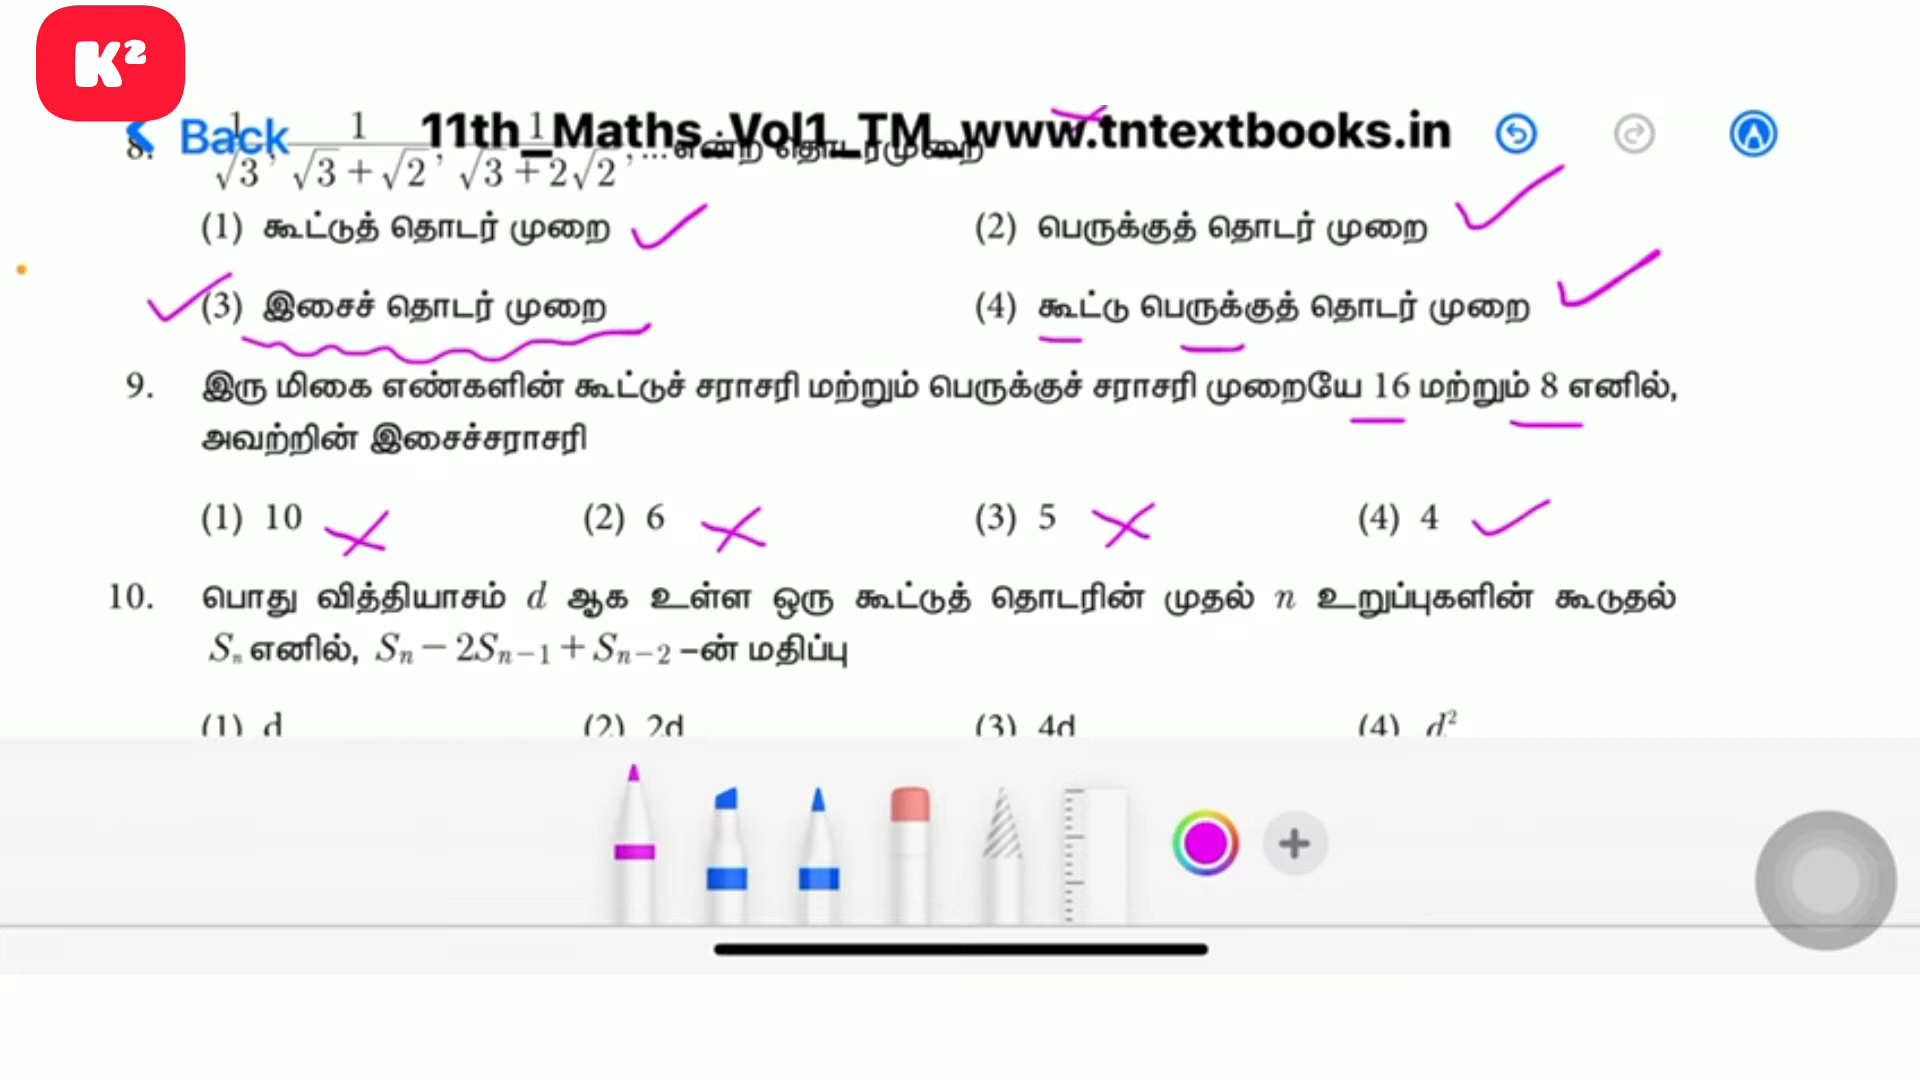 K²
Back 11th_Maths_Vol1_TM_www.tntextbooks.in
8. 1/√3, 1/(√3+√2), 1/(√3+2√2), ... என்ற தொடர்முறை
(1) கூட்டுத் தொடர் முறை (2) பெருக்குத் தொடர் முறை
(3) இசைச் தொடர் முறை (4) கூட்டு பெருக்குத் தொடர் முறை
9. இரு மிகை எண்களின் கூட்டுச் சராசரி மற்றும் பெருக்குச் சராசரி முறையே 16 மற்றும் 8 எனில்,
அவற்றின் இசைச்சராசரி
(1) 10 (2) 6 (3) 5 (4) 4
10. பொது வித்தியாசம் d ஆக உள்ள ஒரு கூட்டுத் தொடரின் முதல் n உறுப்புகளின் கூடுதல்
Sₙ எனில், Sₙ − 2Sₙ₋₁ + Sₙ₋₂ –ன் மதிப்பு
(1) d (2) 2d (3) 4d (4) d²